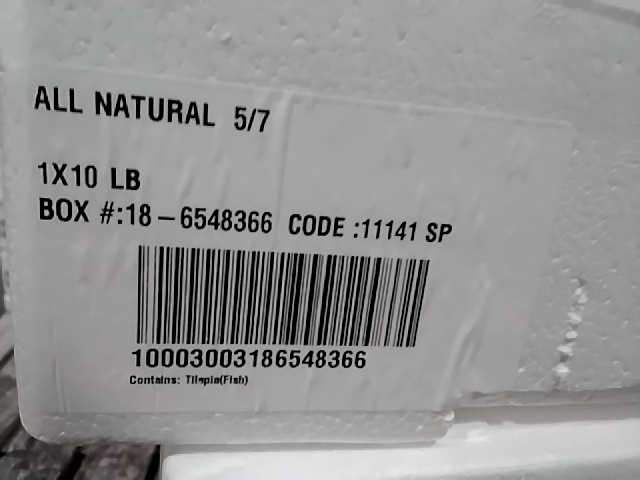 ALL NATURAL 5/7
1X10 LB
BOX #:18-6548366 CODE :11141 SP
10003003186548366
Contains: Tilapia(Fish)